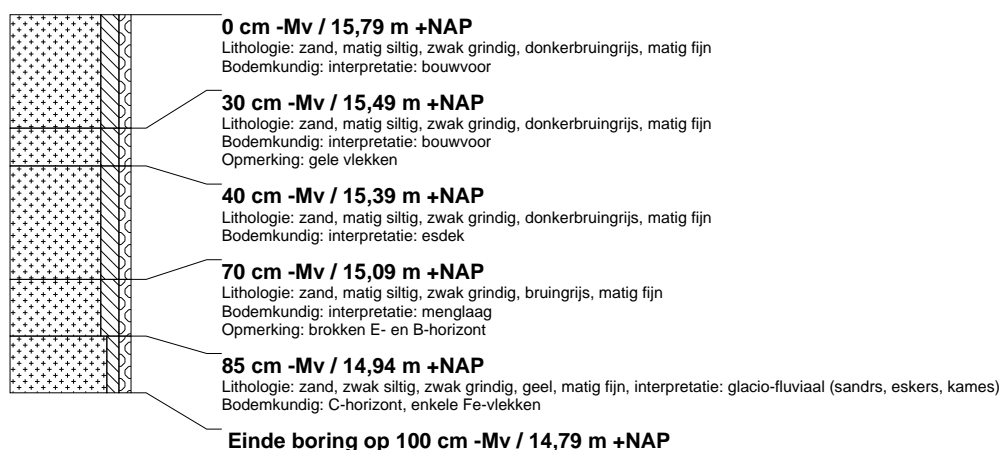 0 cm -Mv / 15,79 m +NAP
Lithologie: zand, matig siltig, zwak grindig, donkerbruingrijs, matig fijn
Bodemkundig: interpretatie: bouwvoor
30 cm -Mv / 15,49 m +NAP
Lithologie: zand, matig siltig, zwak grindig, donkerbruingrijs, matig fijn
Bodemkundig: interpretatie: bouwvoor
Opmerking: gele vlekken
40 cm -Mv / 15,39 m +NAP
Lithologie: zand, matig siltig, zwak grindig, donkerbruingrijs, matig fijn
Bodemkundig: interpretatie: esdek
70 cm -Mv / 15,09 m +NAP
Lithologie: zand, matig siltig, zwak grindig, bruingrijs, matig fijn
Bodemkundig: interpretatie: menglaag
Opmerking: brokken E- en B-horizont
85 cm -Mv / 14,94 m +NAP
Lithologie: zand, zwak siltig, zwak grindig, geel, matig fijn, interpretatie: glacio-fluviaal (sandrs, eskers, kames)
Bodemkundig: C-horizont, enkele Fe-vlekken
Einde boring op 100 cm -Mv / 14,79 m +NAP